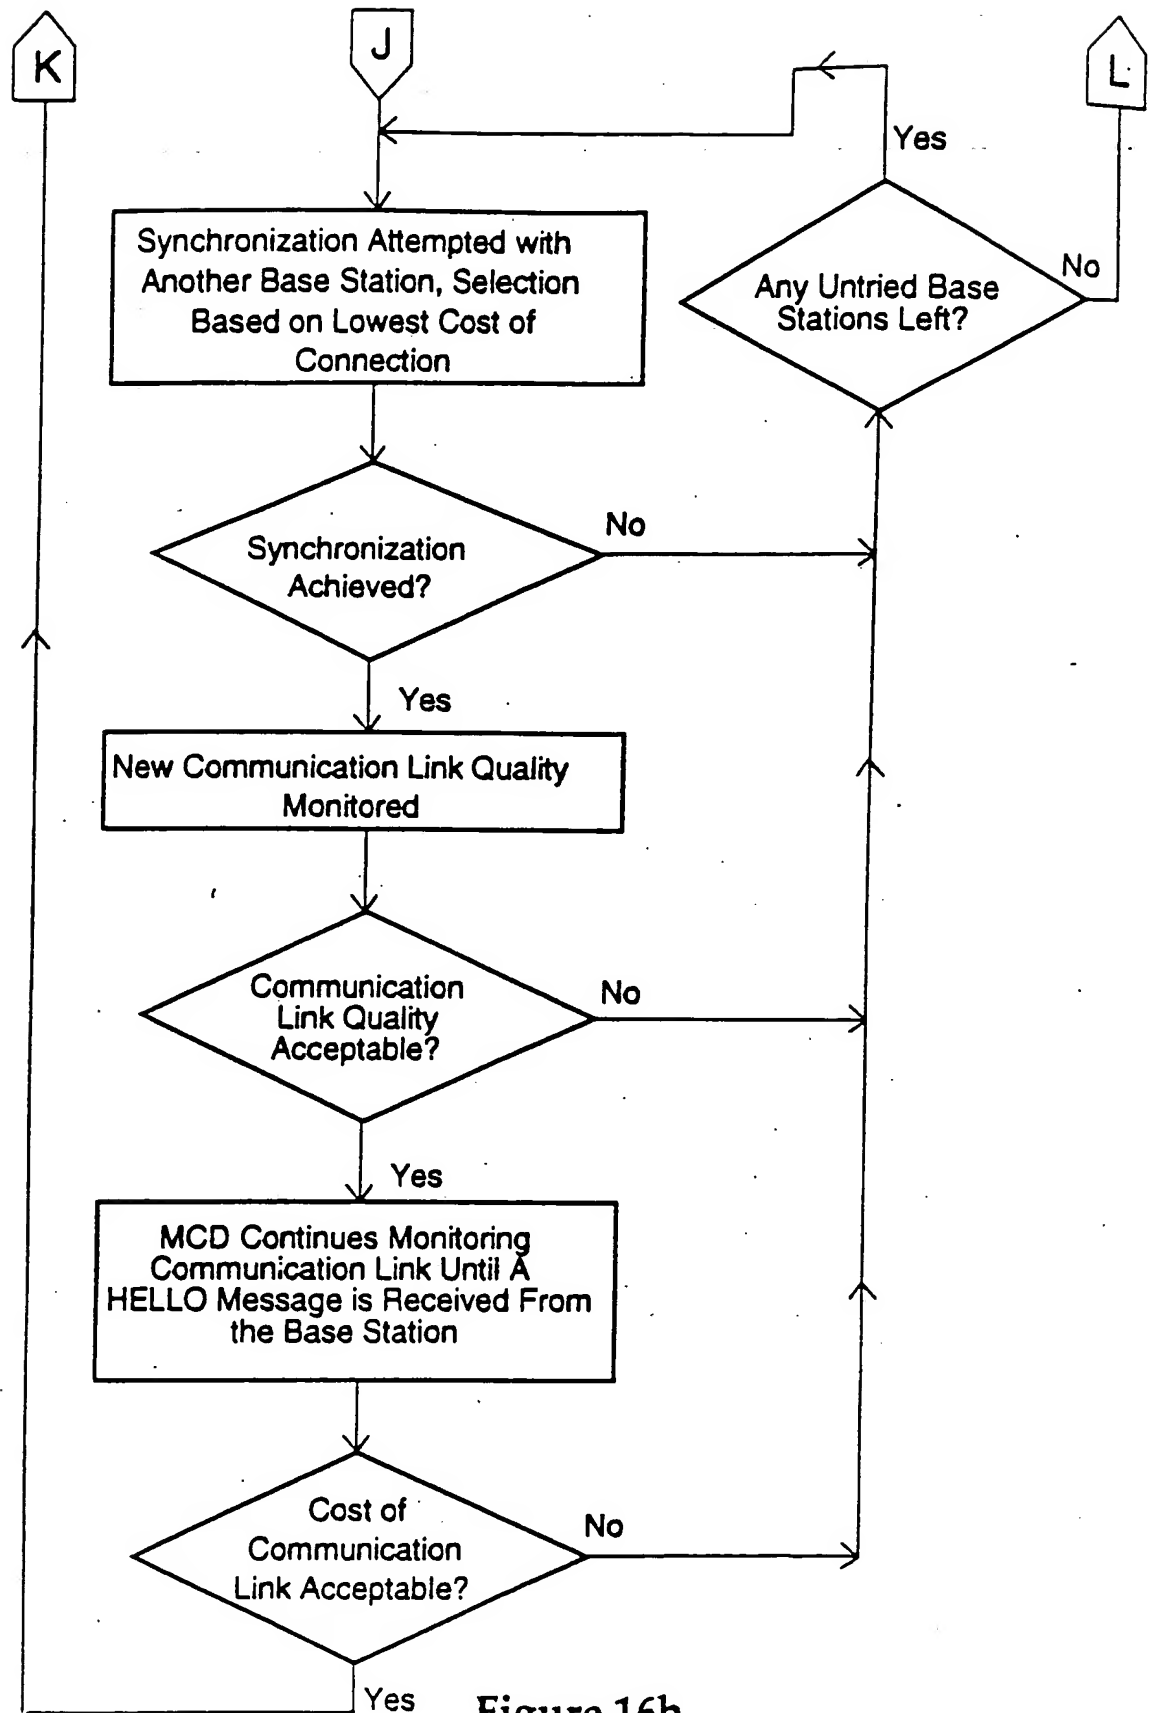 K
J
L
Yes
Synchronization Attempted with
Another Base Station, Selection
Based on Lowest Cost of
Connection
Any Untried Base
Stations Left?
No
Synchronization
Achieved?
No
Yes
New Communication Link Quality
Monitored
Communication
Link Quality
Acceptable?
No
Yes
MCD Continues Monitoring
Communication Link Until A
HELLO Message is Received From
the Base Station
Cost of
Communication
Link Acceptable?
No
Yes
Figure 16b